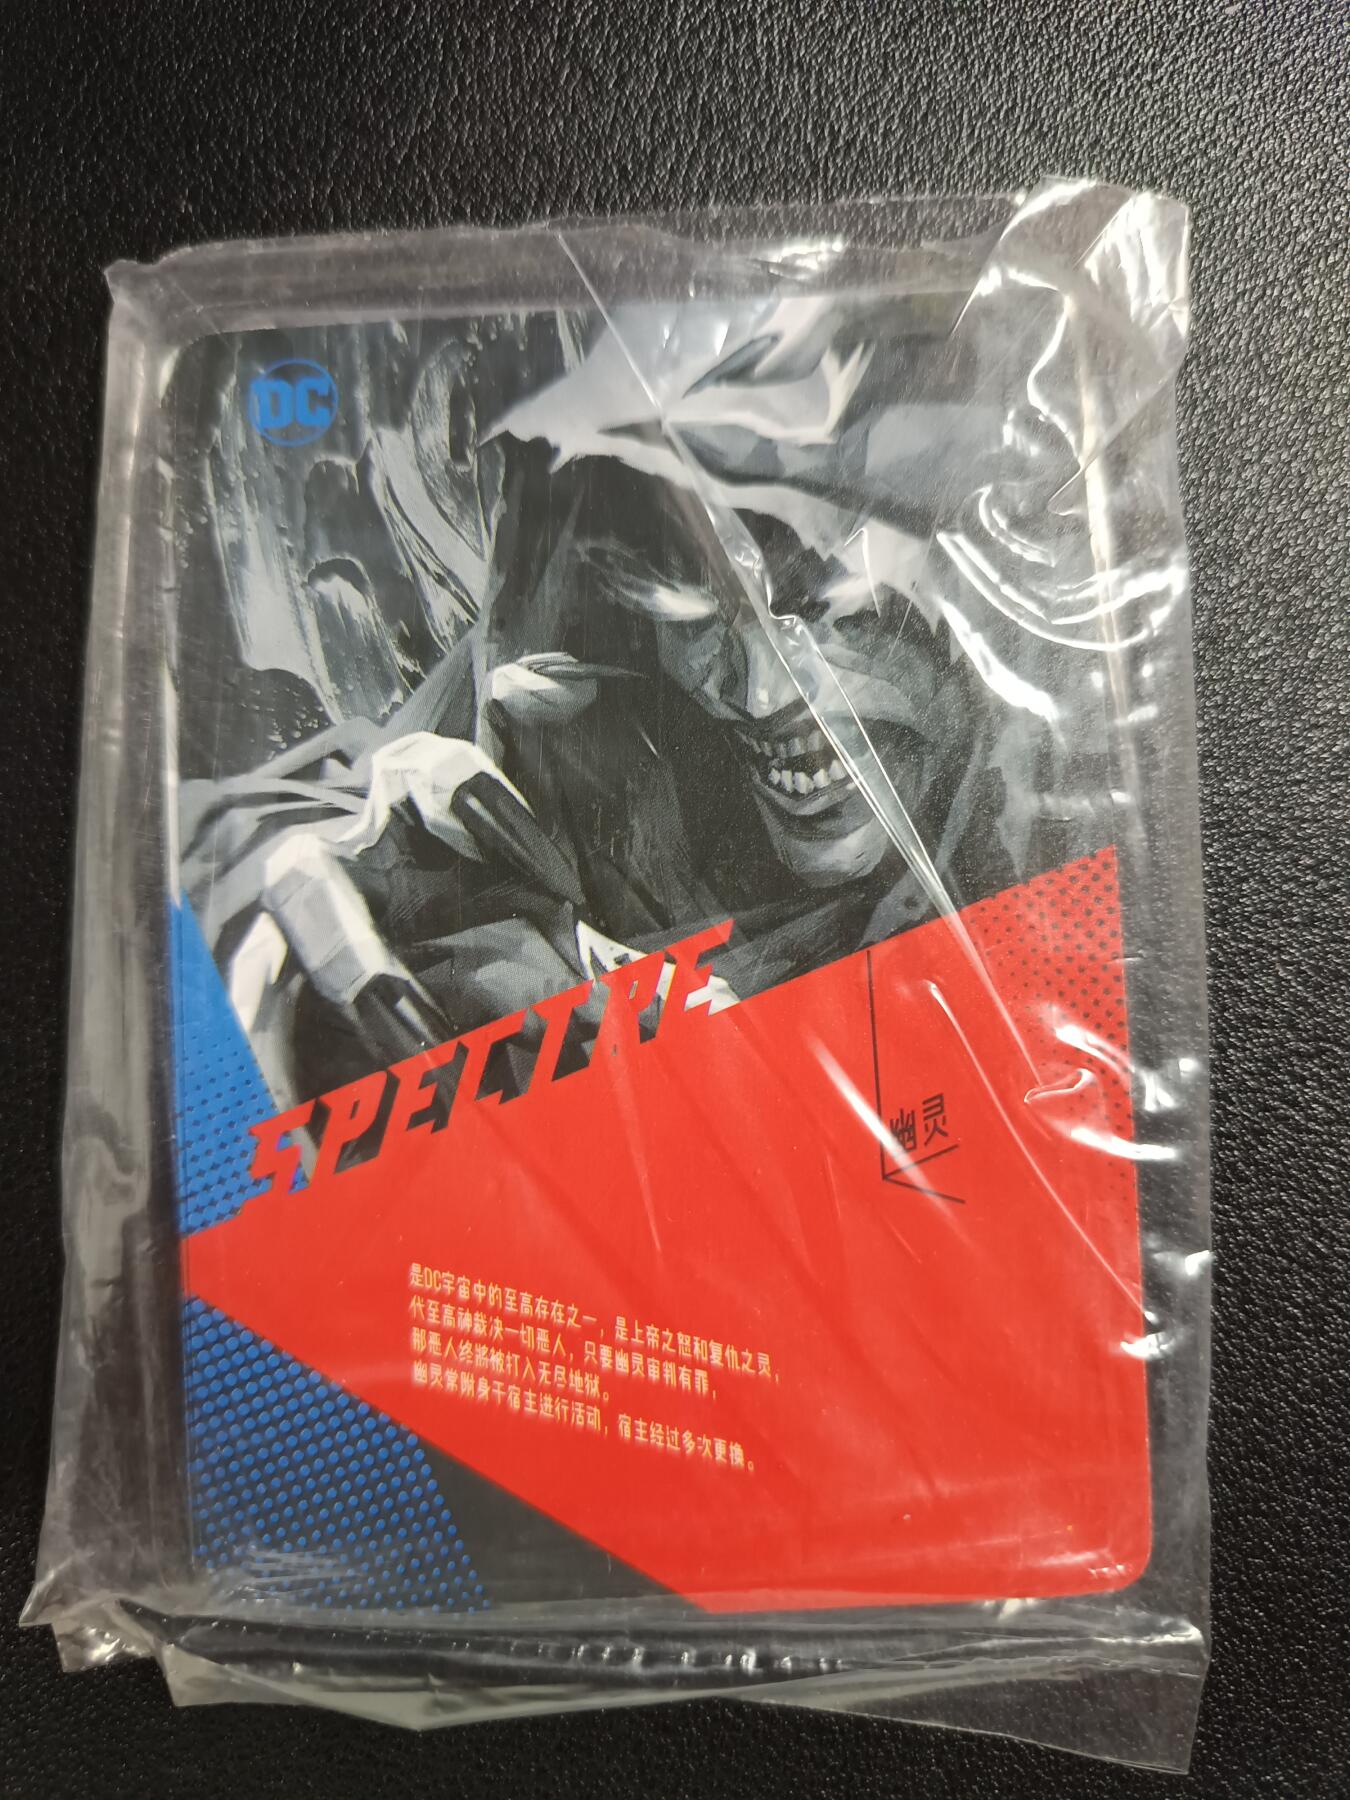 DC
SPECTRE
幽灵
是DC宇宙中的至高存在之一，是上帝之怒和复仇之灵，
代至高神裁决一切恶人，只要幽灵审判有罪，
那恶人终将被打入无尽地狱。
幽灵常附身于宿主进行活动，宿主经过多次更换。